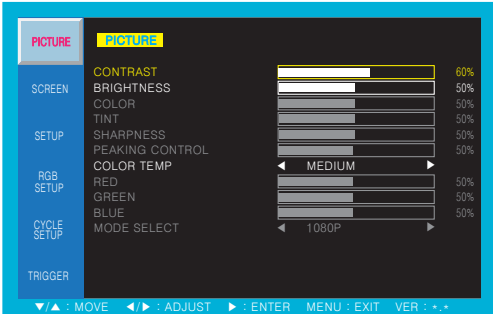 PICTURE
SCREEN
SETUP
RGB
SETUP
CYCLE
SETUP
TRIGGER
PICTURE
CONTRAST 60%
BRIGHTNESS 50%
COLOR 50%
TINT 50%
SHARPNESS 50%
PEAKING CONTROL 50%
COLOR TEMP ◀ MEDIUM ▶
RED 50%
GREEN 50%
BLUE 50%
MODE SELECT ◀ 1080P ▶
▼/▲ : MOVE ◀/▶ : ADJUST ▶ : ENTER MENU : EXIT VER : *.*